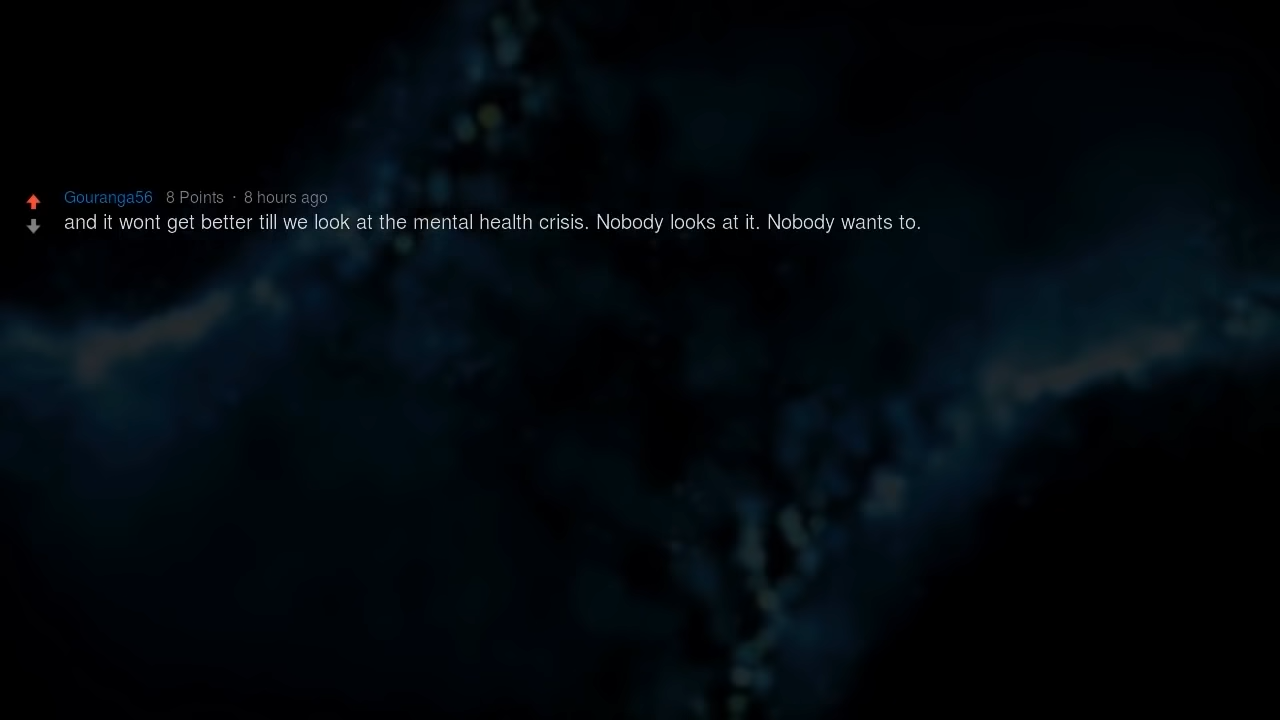 Gouranga56 8 Points · 8 hours ago
and it wont get better till we look at the mental health crisis. Nobody looks at it. Nobody wants to.